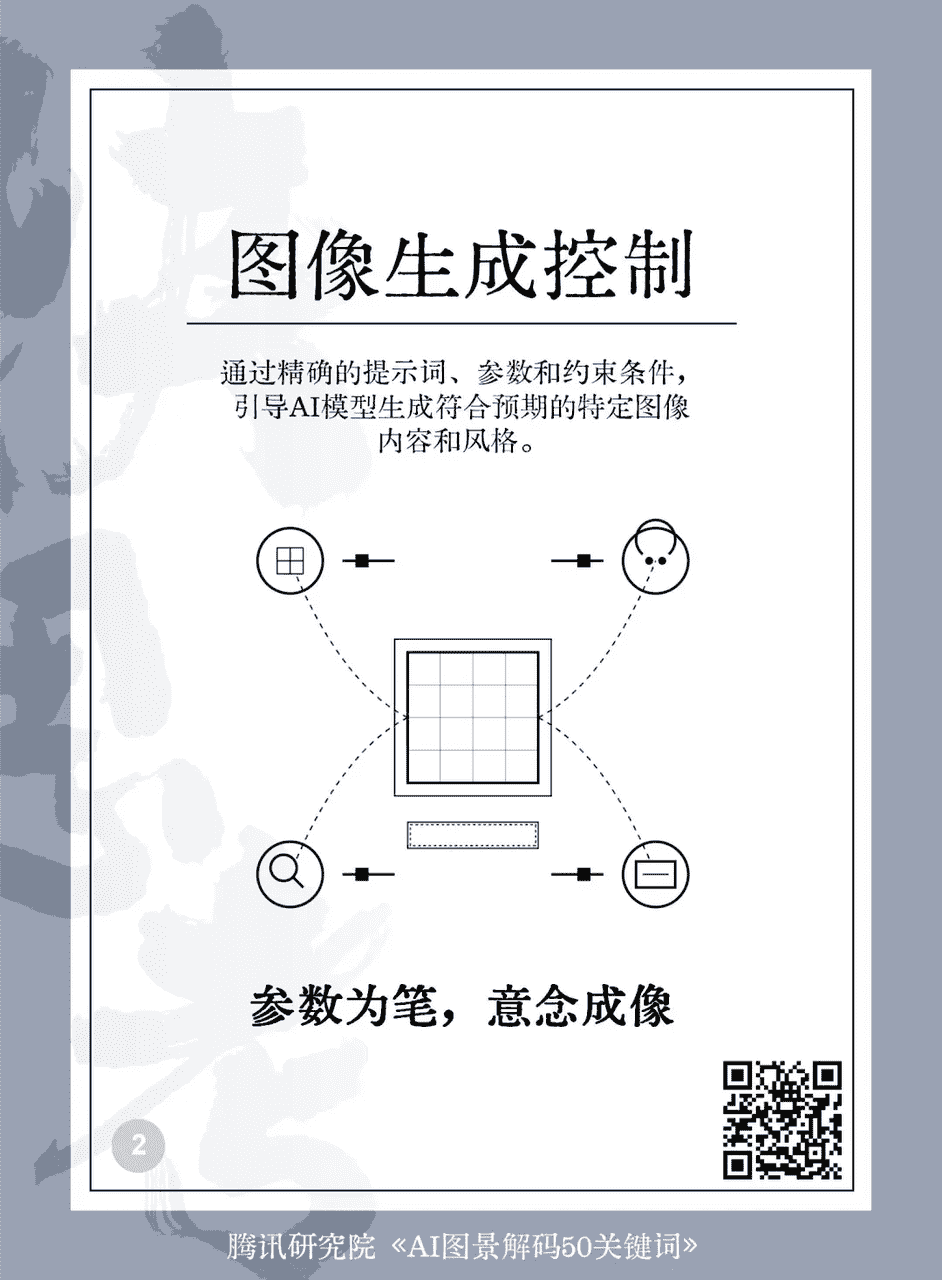 图像生成控制
通过精确的提示词、参数和约束条件，
引导AI模型生成符合预期的特定图像
内容和风格。
参数为笔，意念成像
2
腾讯研究院《AI图景解码50关键词》